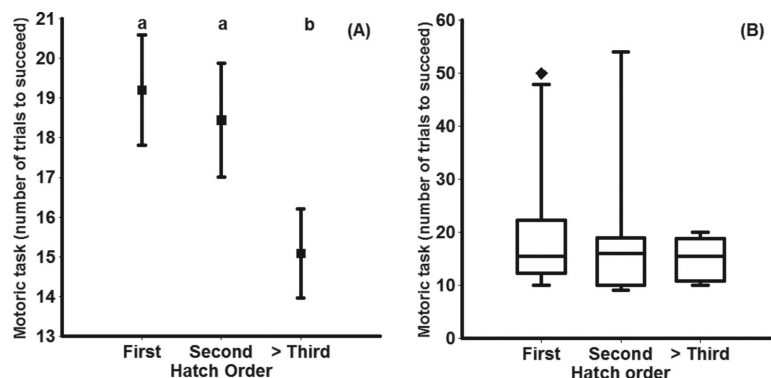 Motoric task (number of trials to succeed)
21
20
19
18
17
16
15
14
13
a a b
(A)
First Second > Third
Hatch Order
Motoric task (number of trials to succeed)
60
50
40
30
20
10
0
(B)
First Second > Third
Hatch order